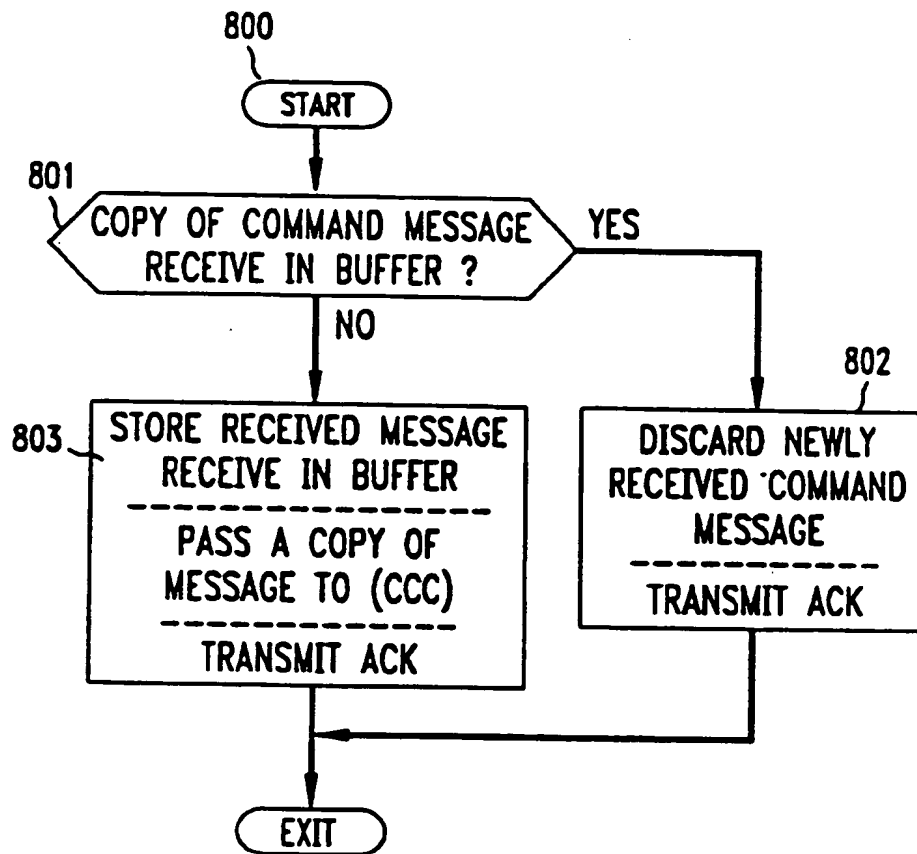 800
START
801
COPY OF COMMAND MESSAGE
RECEIVE IN BUFFER ?
YES
NO
802
803
STORE RECEIVED MESSAGE
RECEIVE IN BUFFER
PASS A COPY OF
MESSAGE TO (CCC)
TRANSMIT ACK
DISCARD NEWLY
RECEIVED COMMAND
MESSAGE
TRANSMIT ACK
EXIT